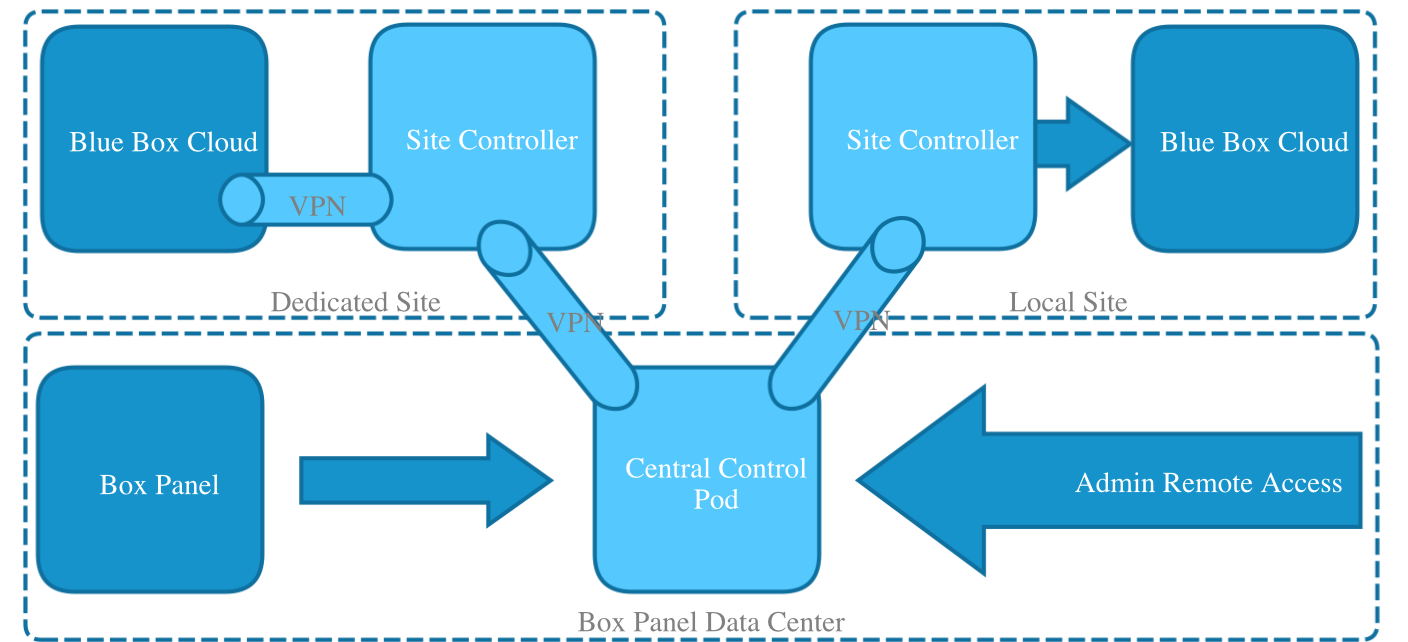 Blue Box Cloud
Site Controller
VPN
Dedicated Site
VPN
Site Controller
Blue Box Cloud
Local Site
VPN
Box Panel
Central Control
Pod
Admin Remote Access
Box Panel Data Center